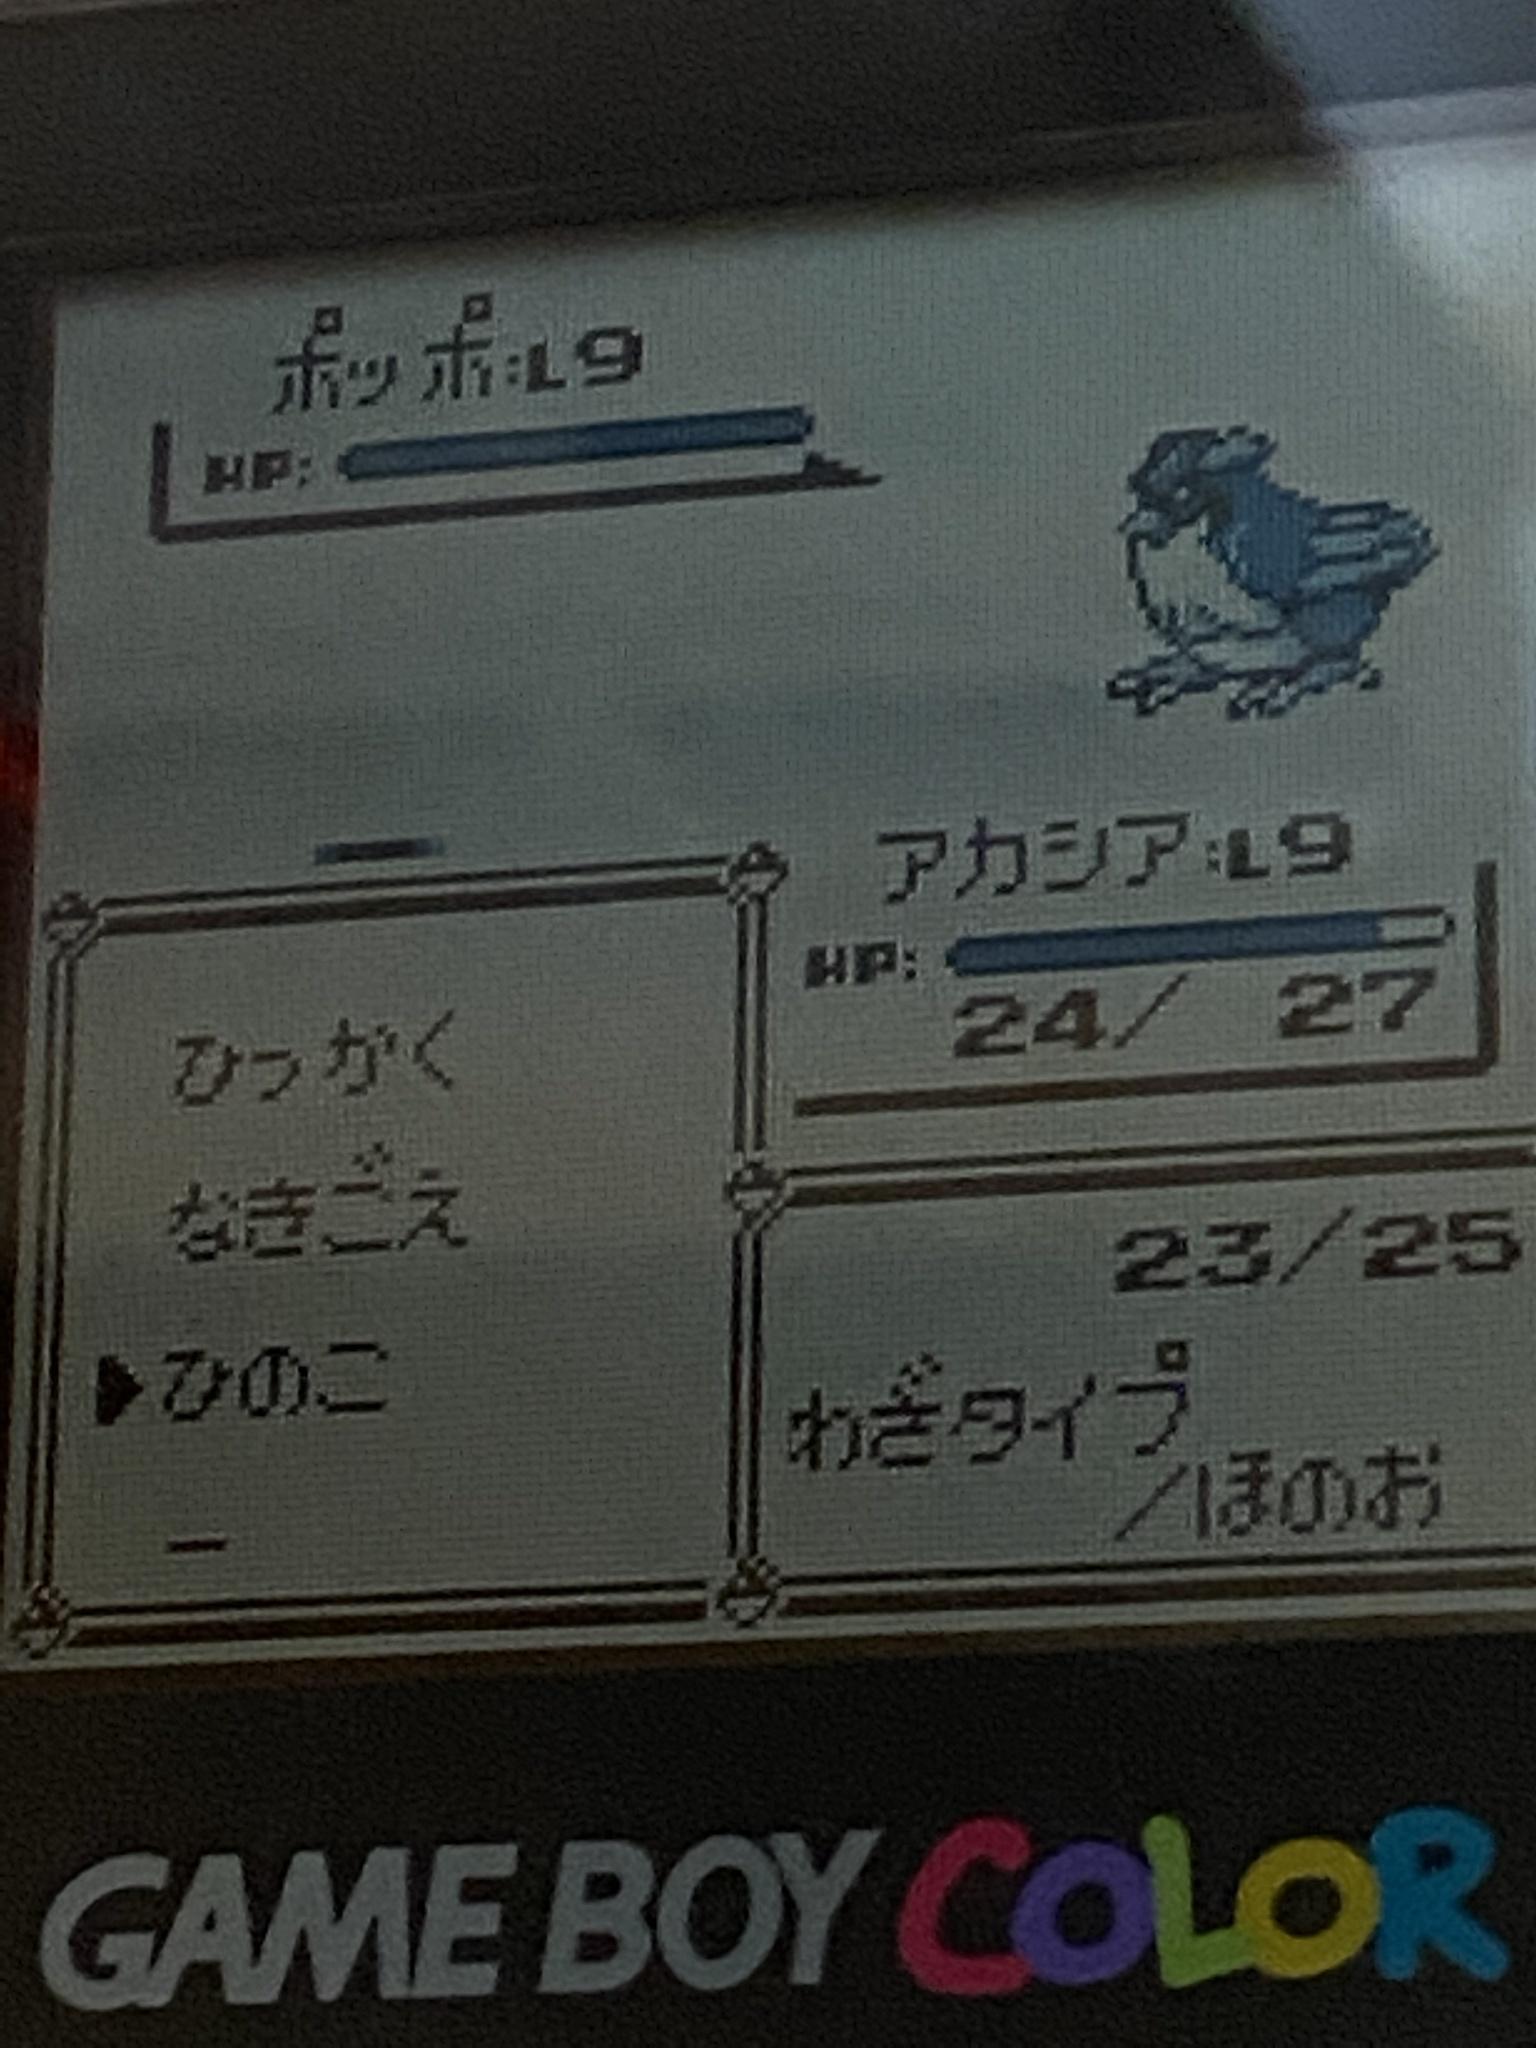 ポッポ:L9
HP:
アカシア:L9
HP:
24/ 27
ひっかく
なきごえ
▶ひのこ
ー
23/25
わざタイプ
/ほのお
GAME BOY COLOR